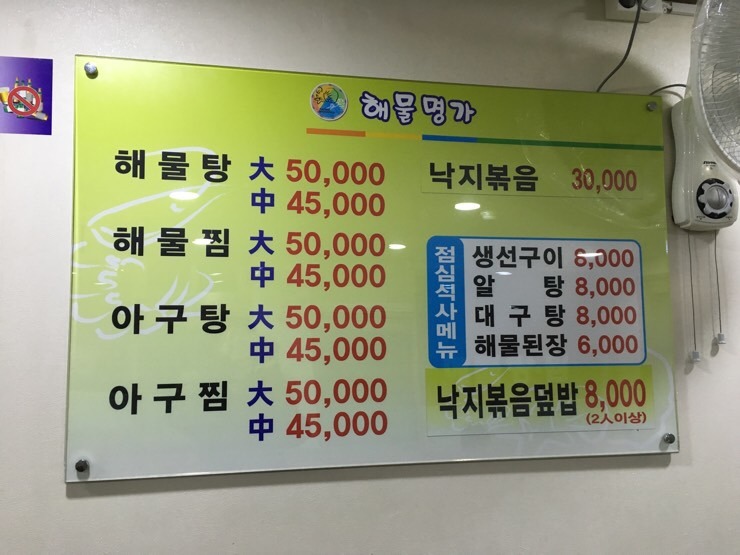 해물명가
해물탕 大 50,000
中 45,000
해물찜 大 50,000
中 45,000
아구탕 大 50,000
中 45,000
아구찜 大 50,000
中 45,000
낙지볶음 30,000
점심석사메뉴
생선구이 8,000
알탕 8,000
대구탕 8,000
해물된장 6,000
낙지볶음덮밥 8,000
(2人이상)